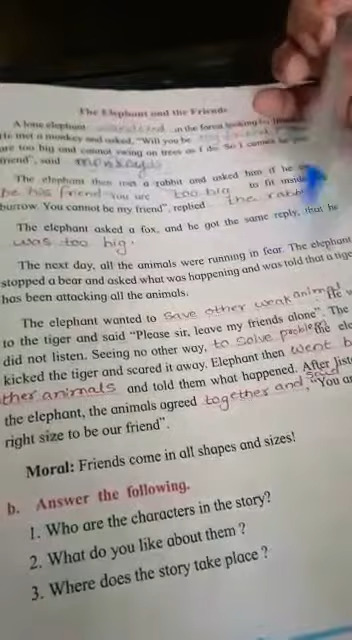 The Elephant and the Friends
A lone elephant wandered in the forest looking for
He met a monkey and asked, "Will you be
are too big and cannot swing on trees as I do. So I cannot be your
friend", said monkeys
The elephant then met a rabbit and asked him if he
be his friend You are too big to fit inside
burrow. You cannot be my friend", replied the rabb
The elephant asked a fox, and he got the same reply, that he
was too big.
The next day, all the animals were running in fear. The elephant
stopped a bear and asked what was happening and was told that a tige
has been attacking all the animals.
The elephant wanted to save other weak animal. He w
to the tiger and said "Please sir, leave my friends alone". The
did not listen. Seeing no other way, to solve problem the ele
kicked the tiger and scared it away. Elephant then went b
ther animals and told them what happened. After list
the elephant, the animals agreed together and said, "You ar
right size to be our friend".
Moral: Friends come in all shapes and sizes!
b. Answer the following.
1. Who are the characters in the story?
2. What do you like about them ?
3. Where does the story take place ?